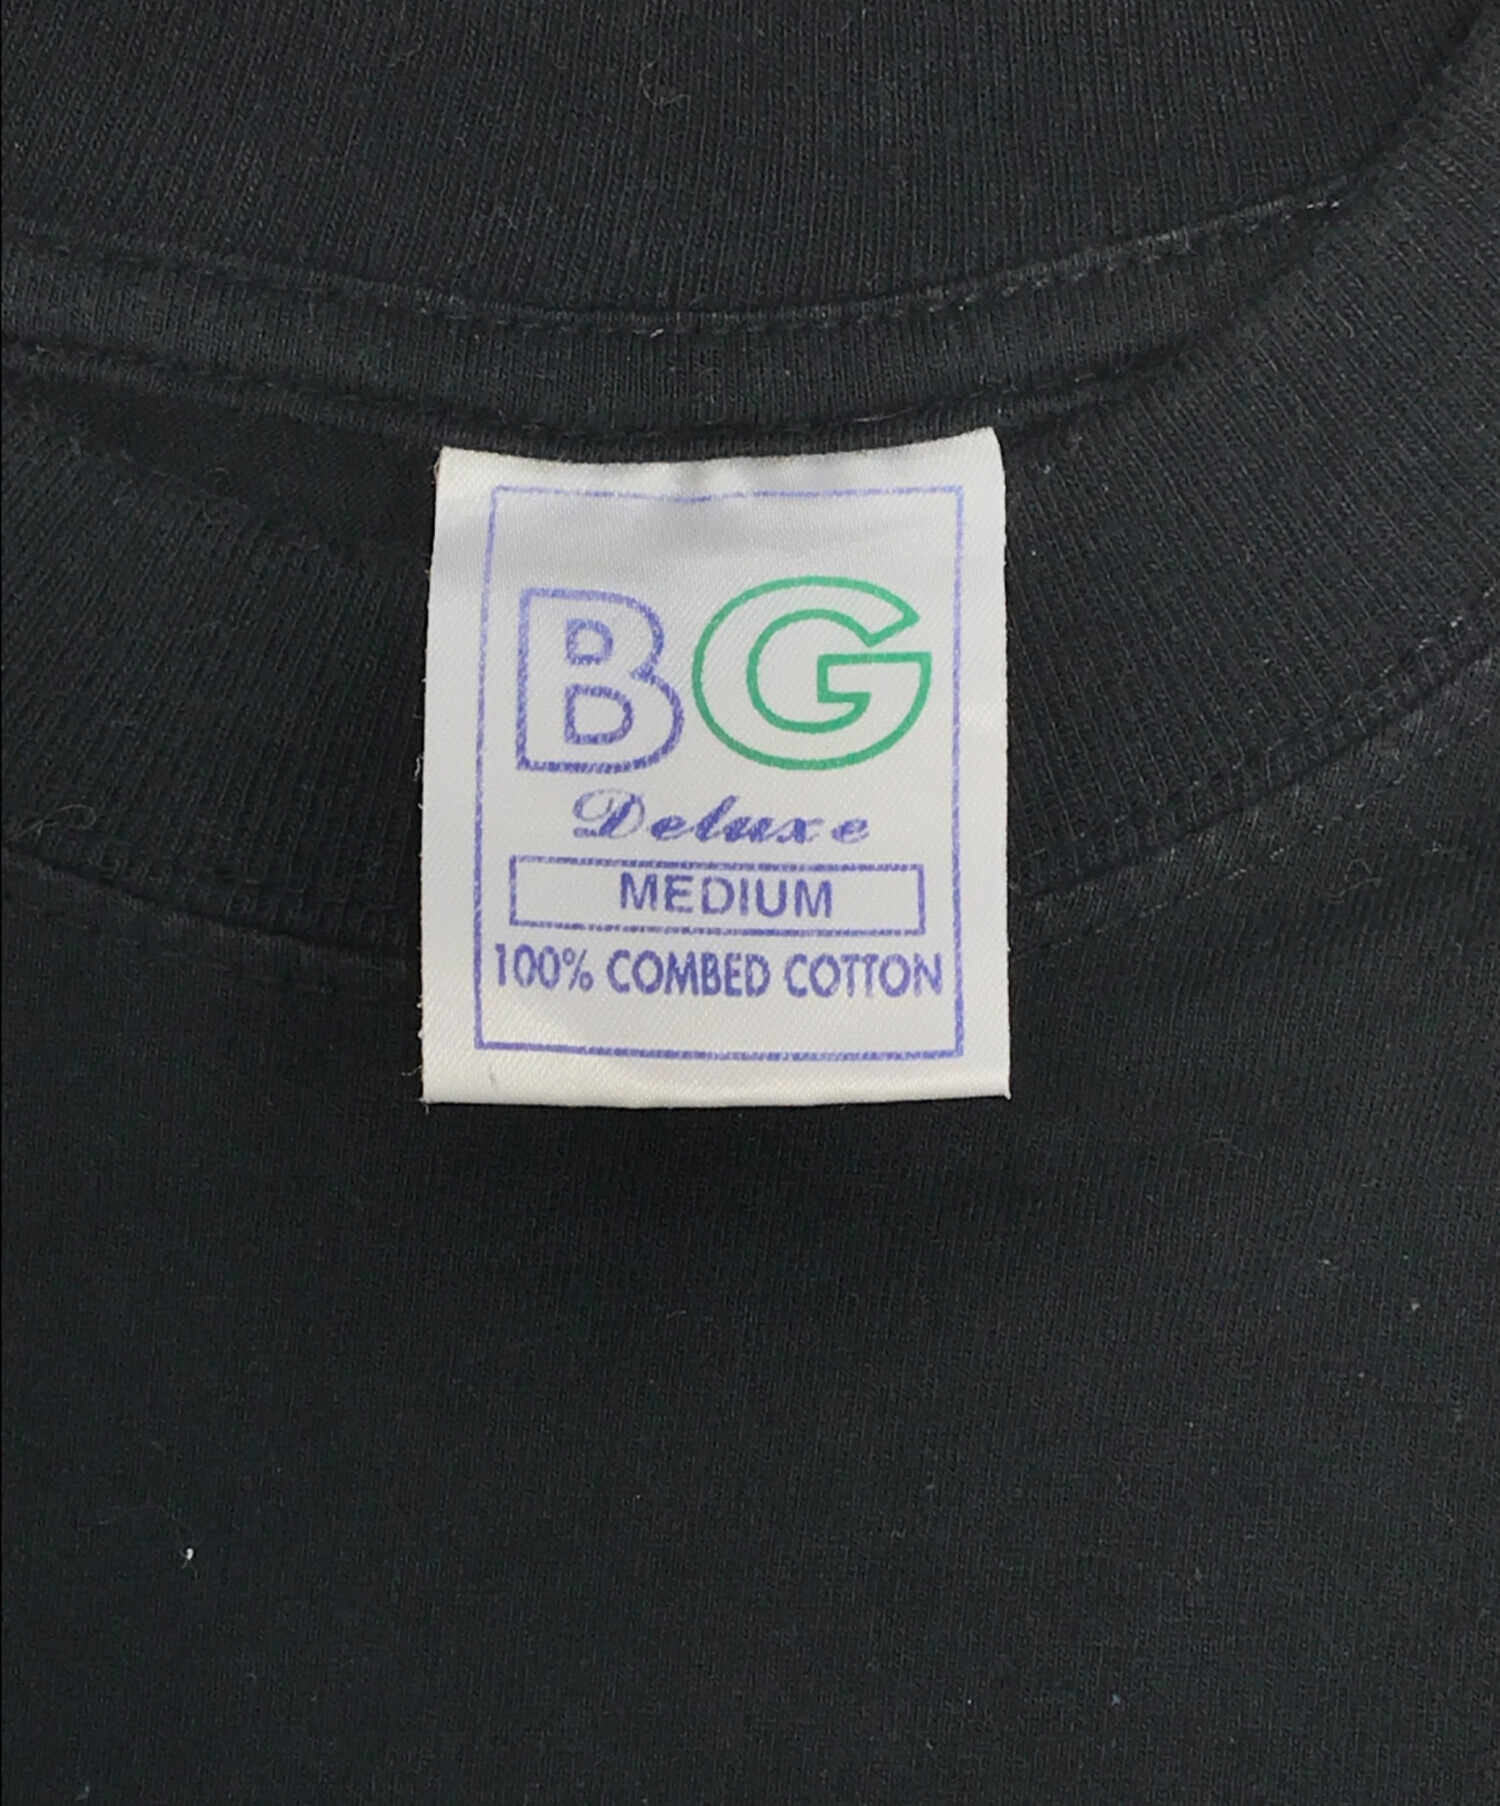 BG
Deluxe
MEDIUM
100% COMBED COTTON